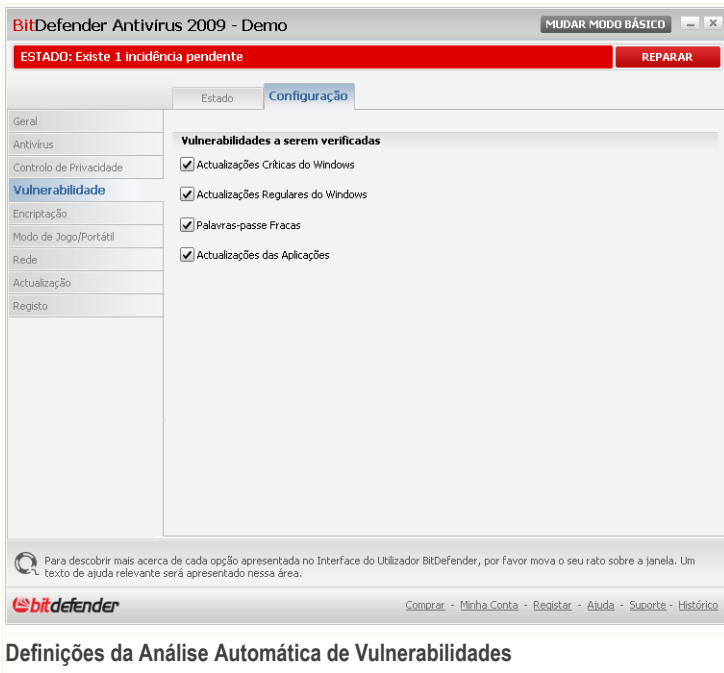 BitDefender Antivírus 2009 - Demo
MUDAR MODO BÁSICO
ESTADO: Existe 1 incidência pendente
REPARAR
Estado
Configuração
Geral
Antivírus
Controlo de Privacidade
Vulnerabilidade
Encriptação
Modo de Jogo/Portátil
Rede
Actualização
Registo
Vulnerabilidades a serem verificadas
Actualizações Críticas do Windows
Actualizações Regulares do Windows
Palavras-passe Fracas
Actualizações das Aplicações
Para descobrir mais acerca de cada opção apresentada no Interface do Utilizador BitDefender, por favor mova o seu rato sobre a janela. Um
texto de ajuda relevante será apresentado nessa área.
bitdefender
Comprar - Minha Conta - Registar - Ajuda - Suporte - Histórico
Definições da Análise Automática de Vulnerabilidades